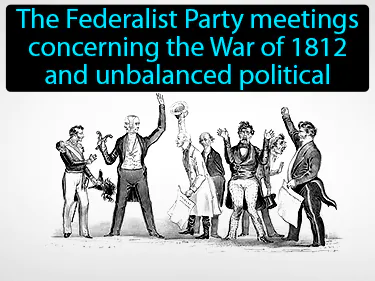 The Federalist Party meetings
concerning the War of 1812
and unbalanced political